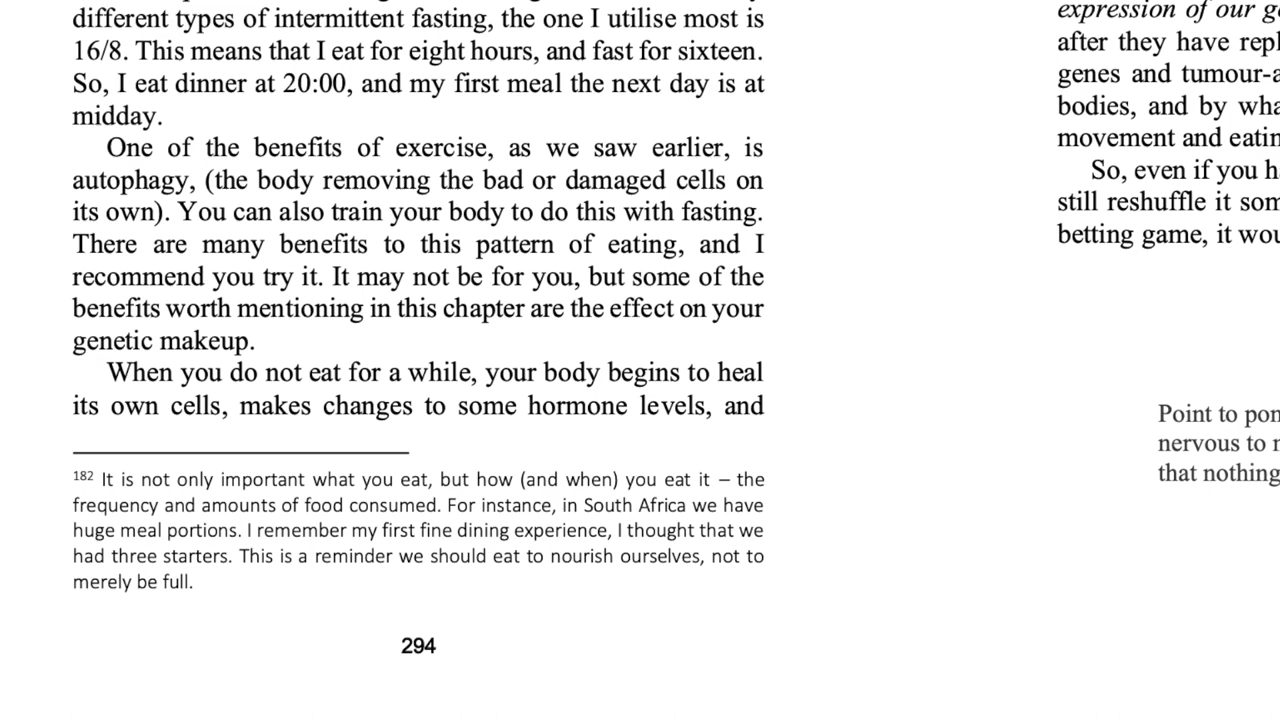 different types of intermittent fasting, the one I utilise most is
16/8. This means that I eat for eight hours, and fast for sixteen.
So, I eat dinner at 20:00, and my first meal the next day is at
midday.
One of the benefits of exercise, as we saw earlier, is
autophagy, (the body removing the bad or damaged cells on
its own). You can also train your body to do this with fasting.
There are many benefits to this pattern of eating, and I
recommend you try it. It may not be for you, but some of the
benefits worth mentioning in this chapter are the effect on your
genetic makeup.
When you do not eat for a while, your body begins to heal
its own cells, makes changes to some hormone levels, and
182 It is not only important what you eat, but how (and when) you eat it – the
frequency and amounts of food consumed. For instance, in South Africa we have
huge meal portions. I remember my first fine dining experience, I thought that we
had three starters. This is a reminder we should eat to nourish ourselves, not to
merely be full.
294
expression of our
after they have
genes and
bodies, and by
movement and
So, even if you
still reshuffle it
betting game, it
Point to
nervous to
that nothing